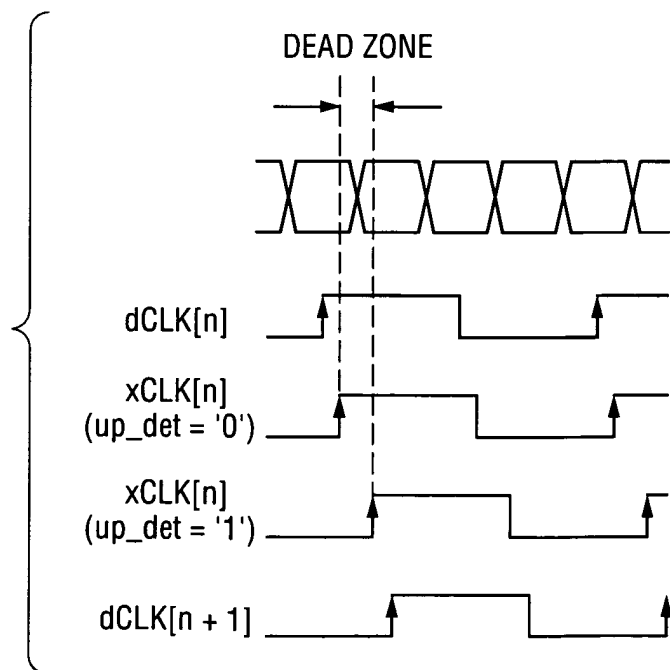 DEAD ZONE
dCLK[n]
xCLK[n]
(up_det = '0')
xCLK[n]
(up_det = '1')
dCLK[n + 1]